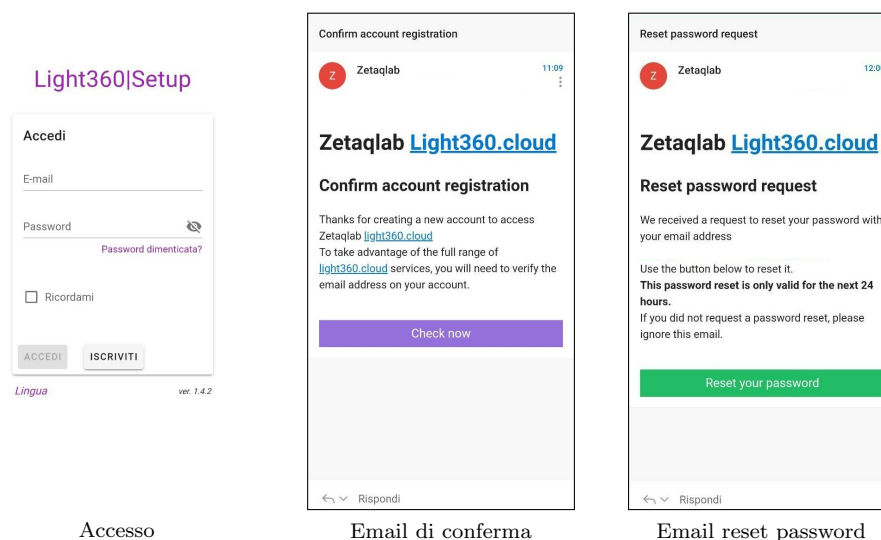 Light360|Setup
Accedi
E-mail
Password
Password dimenticata?
Ricordami
ACCEDI
ISCRIVITI
Lingua
ver. 1.4.2
Accesso
Confirm account registration
Z
Zetaqlab
11:09
Zetaqlab Light360.cloud
Confirm account registration
Thanks for creating a new account to access
Zetaqlab light360.cloud
To take advantage of the full range of
light360.cloud services, you will need to verify the
email address on your account.
Check now
Rispondi
Email di conferma
Reset password request
Z
Zetaqlab
Zetaqlab Light360.cloud
Reset password request
We received a request to reset your password with
your email address
Use the button below to reset it.
This password reset is only valid for the next 24
hours.
If you did not request a password reset, please
ignore this email.
Reset your password
Rispondi
Email reset password